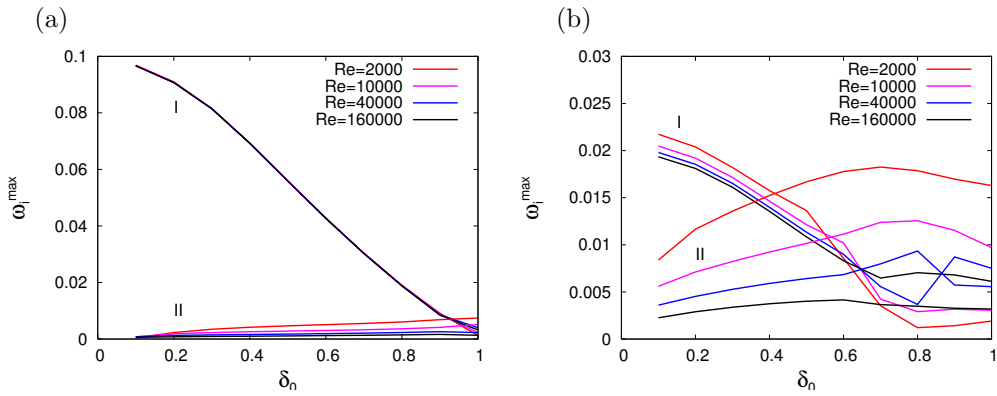 (a)
0.1
0.08
0.06
0.04
0.02
0
ω_i^max
0 0.2 0.4 0.6 0.8 1
δ_0
I
II
Re=2000
Re=10000
Re=40000
Re=160000
(b)
0.03
0.025
0.02
0.015
0.01
0.005
0
ω_i^max
0 0.2 0.4 0.6 0.8 1
δ_0
I
II
Re=2000
Re=10000
Re=40000
Re=160000